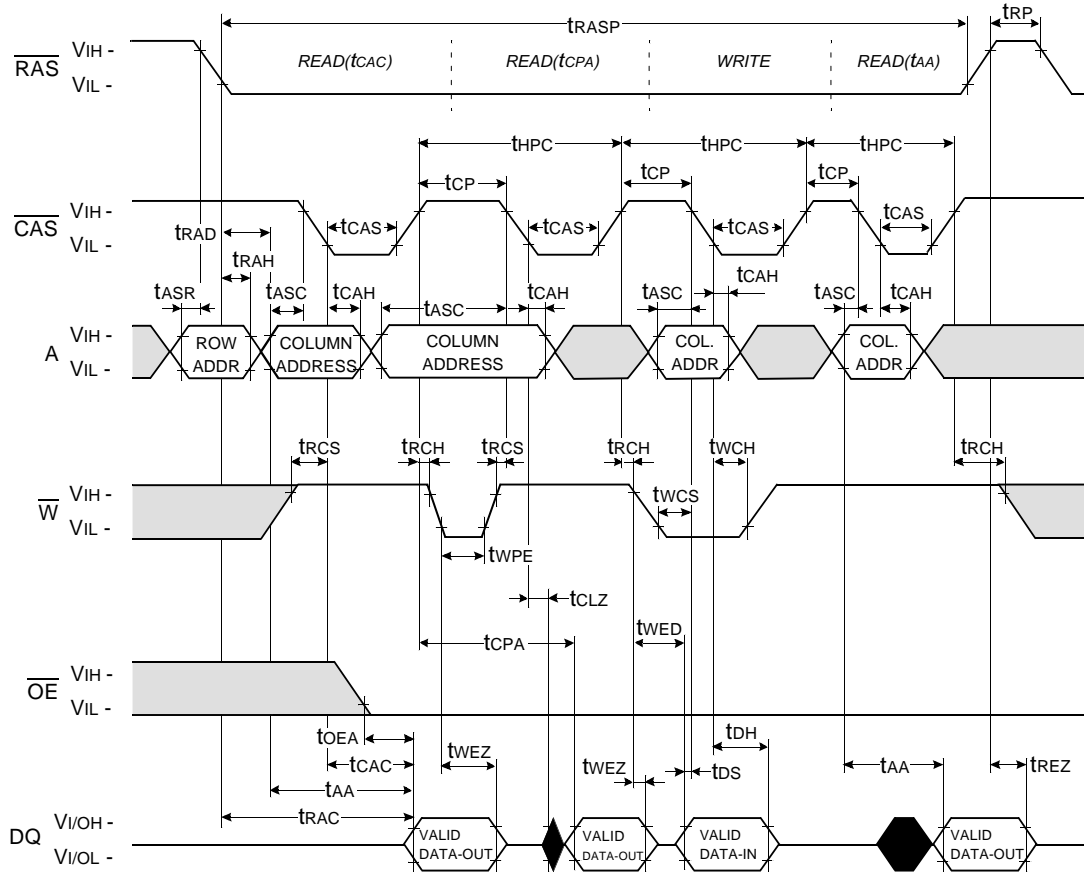 tRASP tRP
VIH -
RAS
VIL -
READ(tCAC) READ(tCPA) WRITE READ(tAA)
tHPC tHPC tHPC
tCP tCP tCP
VIH -
CAS
VIL -
tCAS tCAS tCAS tCAS
tRAD
tRAH
tASR tASC tCAH tASC tCAH tASC tCAH tASC tCAH
VIH -
A
VIL -
ROW
ADDR
COLUMN
ADDRESS
COLUMN
ADDRESS
COL.
ADDR
COL.
ADDR
tRCS tRCH tRCS tRCH tWCH tRCH
VIH -
W
VIL -
tWCS
tWPE
tCLZ
tCPA tWED
VIH -
OE
VIL -
tOEA tWEZ tDH
tCAC tWEZ tDS tAA tREZ
tAA
tRAC
VI/OH -
DQ
VI/OL -
VALID
DATA-OUT
VALID
DATA-OUT
VALID
DATA-IN
VALID
DATA-OUT